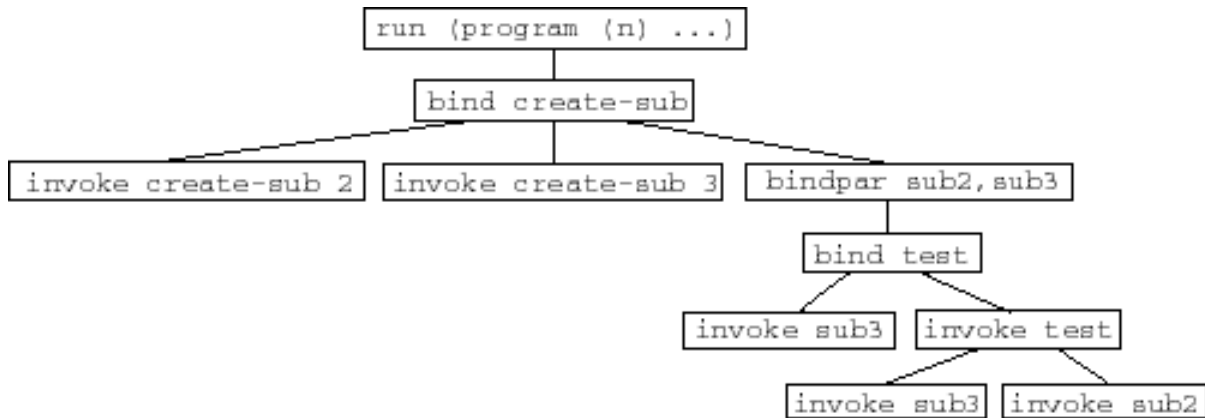 run (program (n) ...)
bind create-sub
invoke create-sub 2
invoke create-sub 3
bindpar sub2,sub3
bind test
invoke sub3
invoke test
invoke sub3
invoke sub2